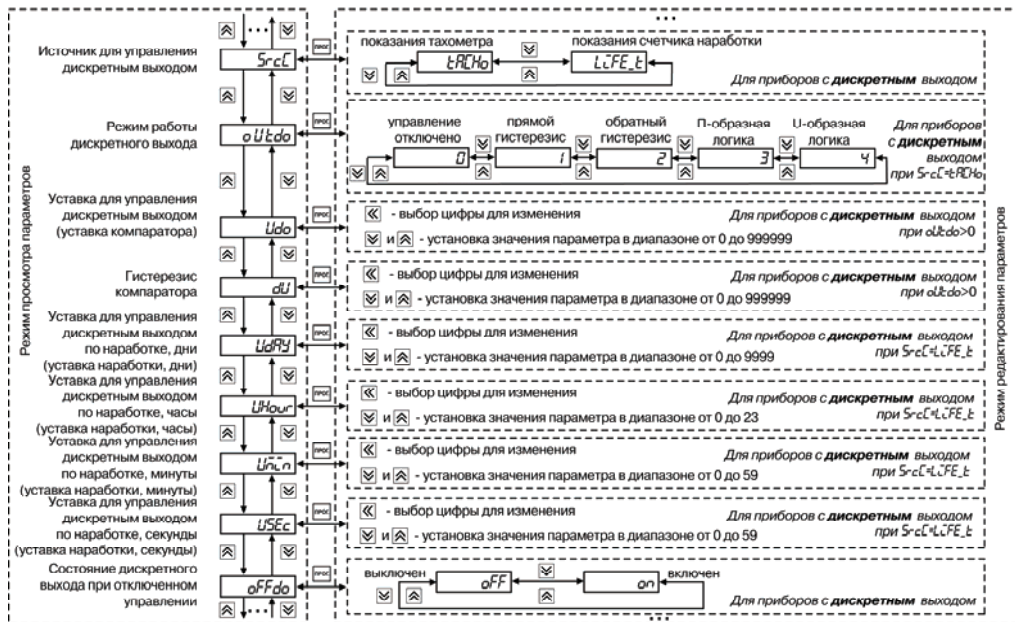 ...
Режим просмотра параметров
Режим редактирования параметров
Источник для управления
дискретным выходом
SrcC
ПРОГ
показания тахометра
tACHo
показания счетчика наработки
LiFE_t
Для приборов с дискретным выходом
Режим работы
дискретного выхода
oUtdo
ПРОГ
управление
отключено
0
прямой
гистерезис
1
обратный
гистерезис
2
П-образная
логика
3
U-образная
логика
4
Для приборов
с дискретным
выходом
при SrcC=tACHo
Уставка для управления
дискретным выходом
(уставка компаратора)
Udo
ПРОГ
- выбор цифры для изменения
и - установка значения параметра в диапазоне от 0 до 999999
Для приборов с дискретным выходом
при oUtdo>0
Гистерезис
компаратора
dU
ПРОГ
- выбор цифры для изменения
и - установка значения параметра в диапазоне от 0 до 999999
Для приборов с дискретным выходом
при oUtdo>0
Уставка для управления
дискретным выходом
по наработке, дни
(уставка наработки, дни)
UdAY
ПРОГ
- выбор цифры для изменения
и - установка значения параметра в диапазоне от 0 до 9999
Для приборов с дискретным выходом
при SrcC=LiFE_t
Уставка для управления
дискретным выходом
по наработке, часы
(уставка наработки, часы)
UHour
ПРОГ
- выбор цифры для изменения
и - установка значения параметра в диапазоне от 0 до 23
Для приборов с дискретным выходом
при SrcC=LiFE_t
Уставка для управления
дискретным выходом
по наработке, минуты
(уставка наработки, минуты)
Umin
ПРОГ
- выбор цифры для изменения
и - установка значения параметра в диапазоне от 0 до 59
Для приборов с дискретным выходом
при SrcC=LiFE_t
Уставка для управления
дискретным выходом
по наработке, секунды
(уставка наработки, секунды)
USEc
ПРОГ
- выбор цифры для изменения
и - установка значения параметра в диапазоне от 0 до 59
Для приборов с дискретным выходом
при SrcC=LiFE_t
Состояние дискретного
выхода при отключенном
управлении
oFFdo
ПРОГ
выключен
oFF
on
включен
Для приборов с дискретным выходом
...